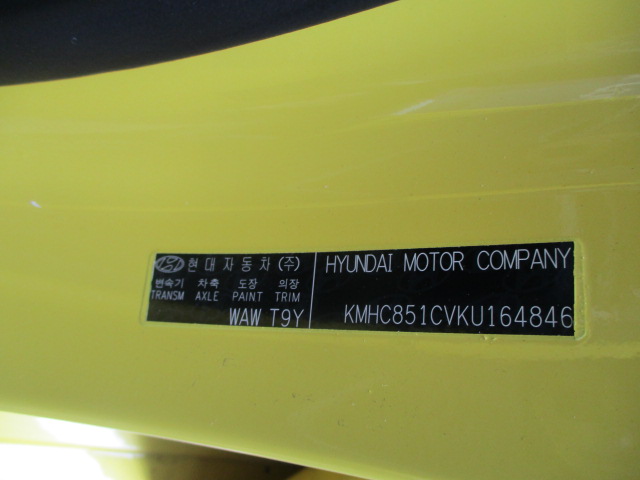 현대자동차(주)
변속기 차축 도장 의장
TRANSM AXLE PAINT TRIM
WAW T9Y
HYUNDAI MOTOR COMPANY
KMHC851CVKU164846